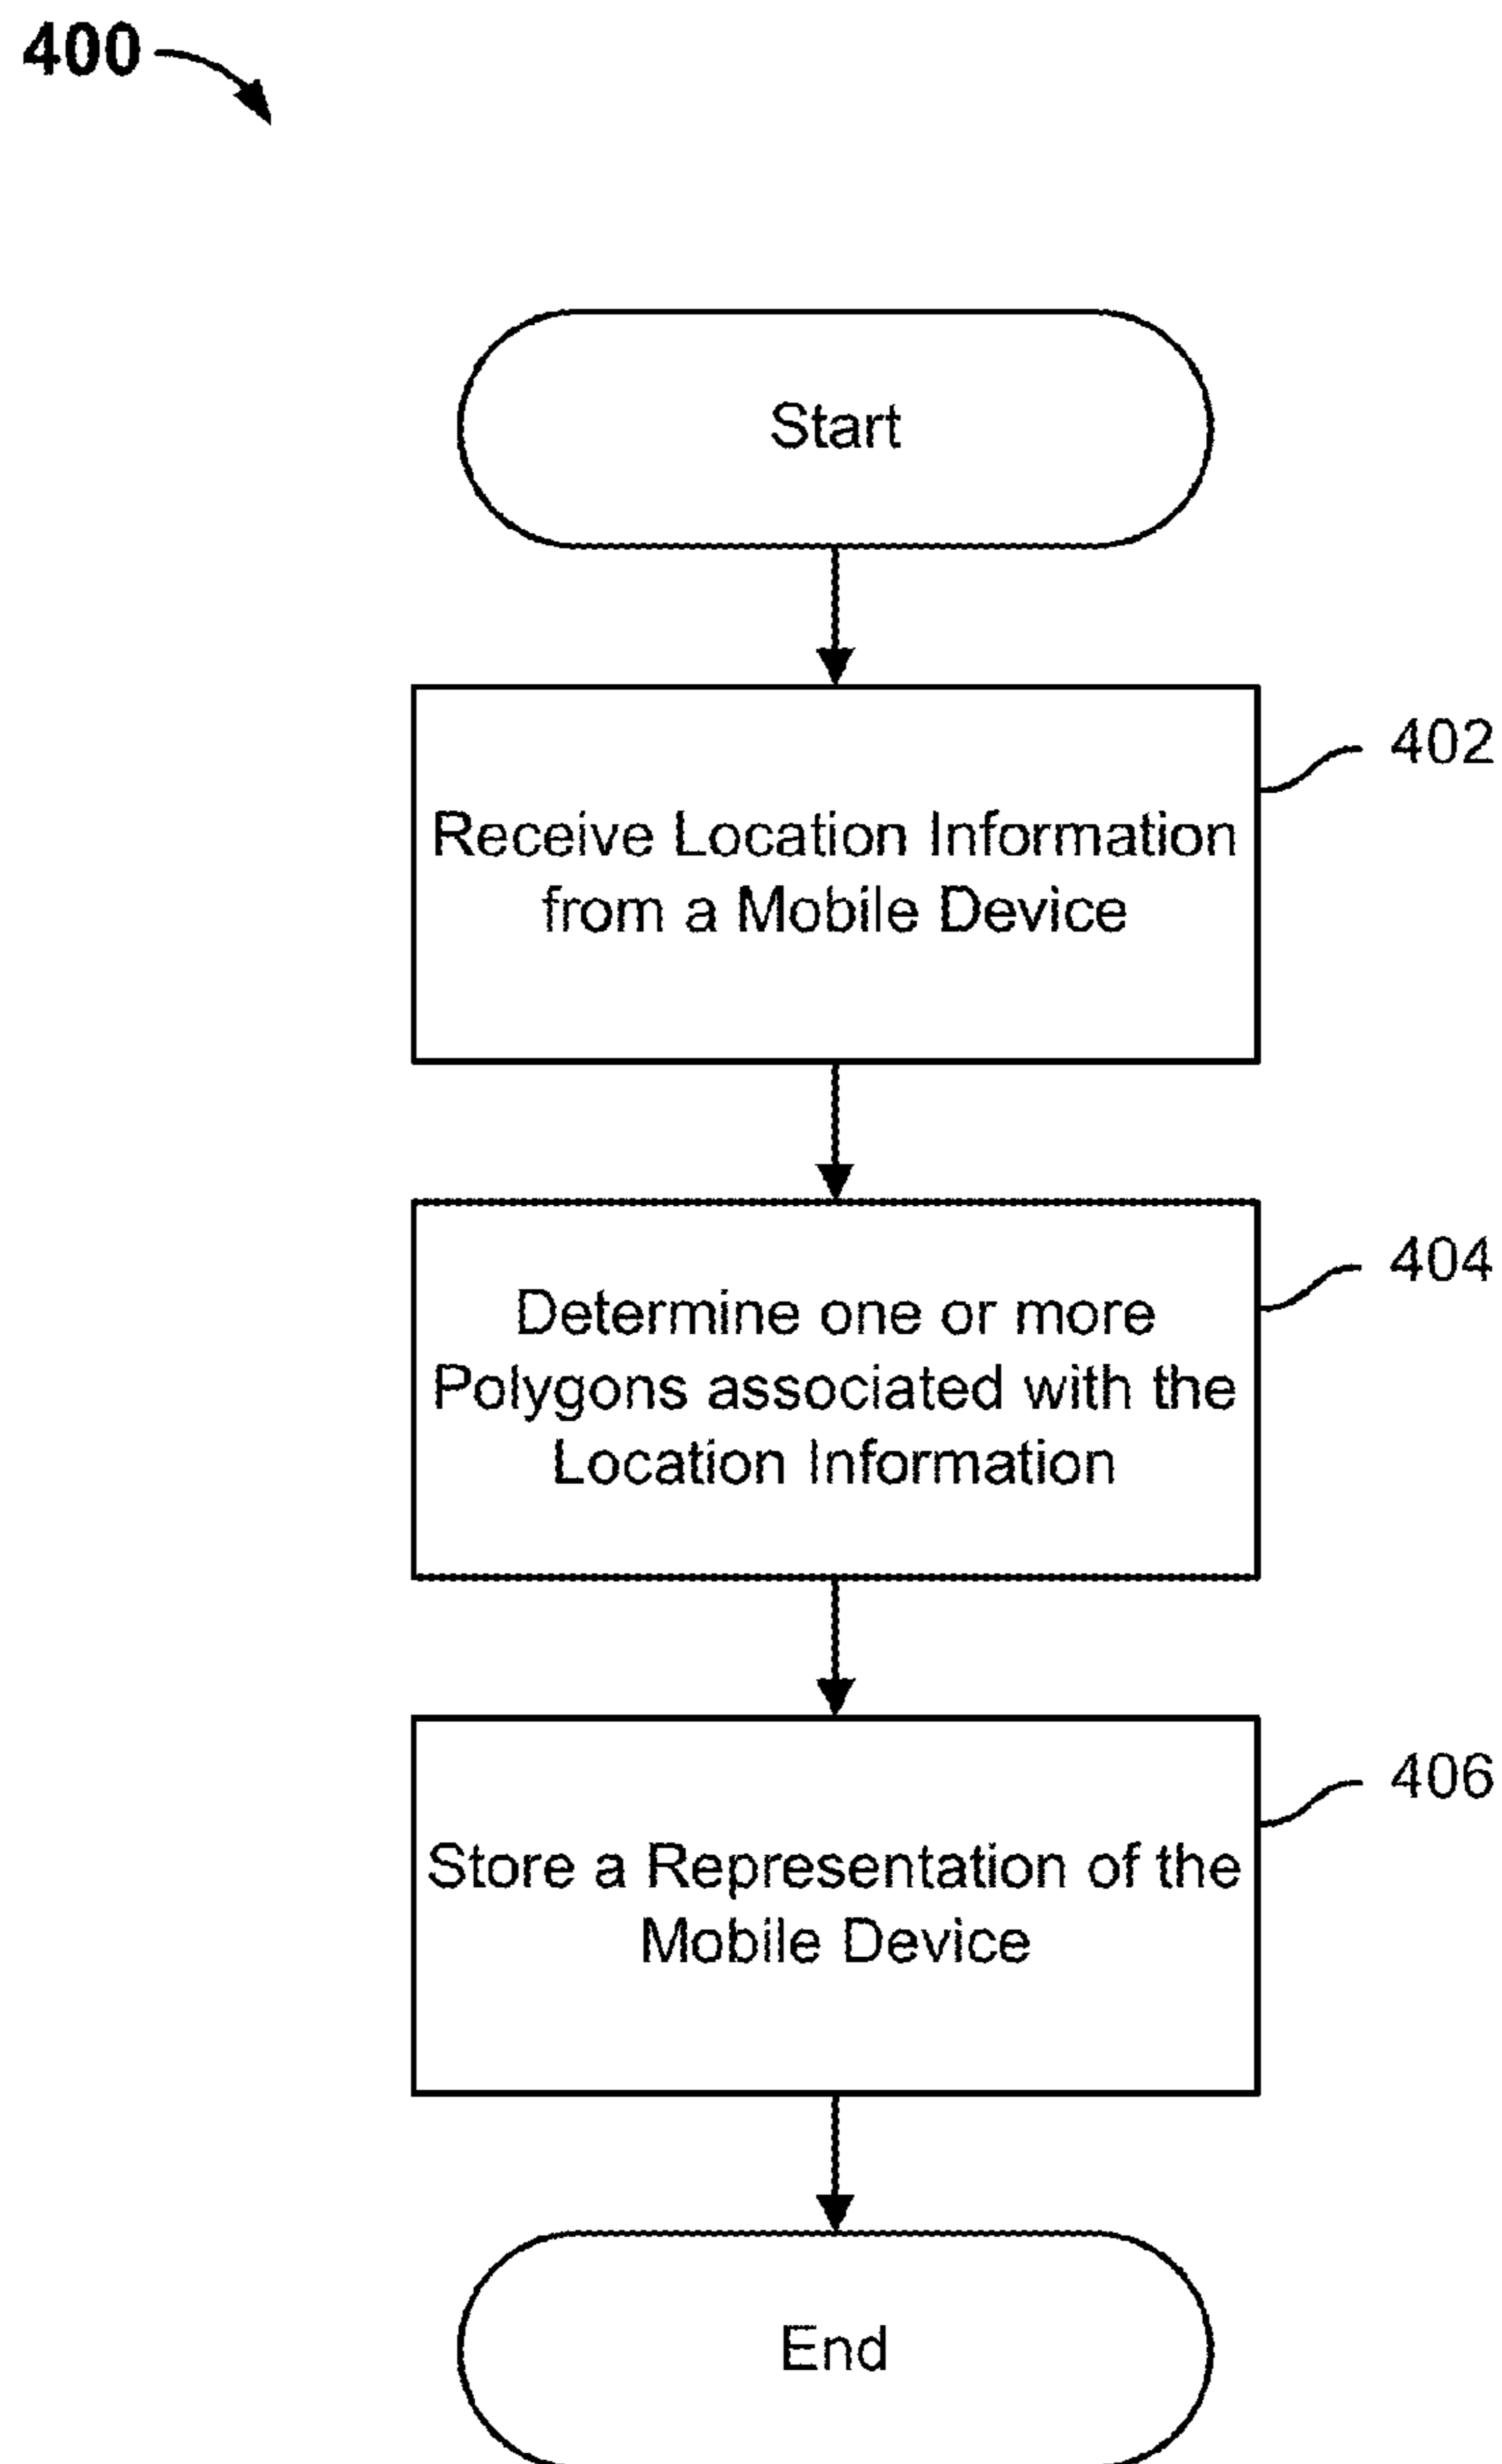 400
Start
402
Receive Location Information
from a Mobile Device
404
Determine one or more
Polygons associated with the
Location Information
406
Store a Representation of the
Mobile Device
End